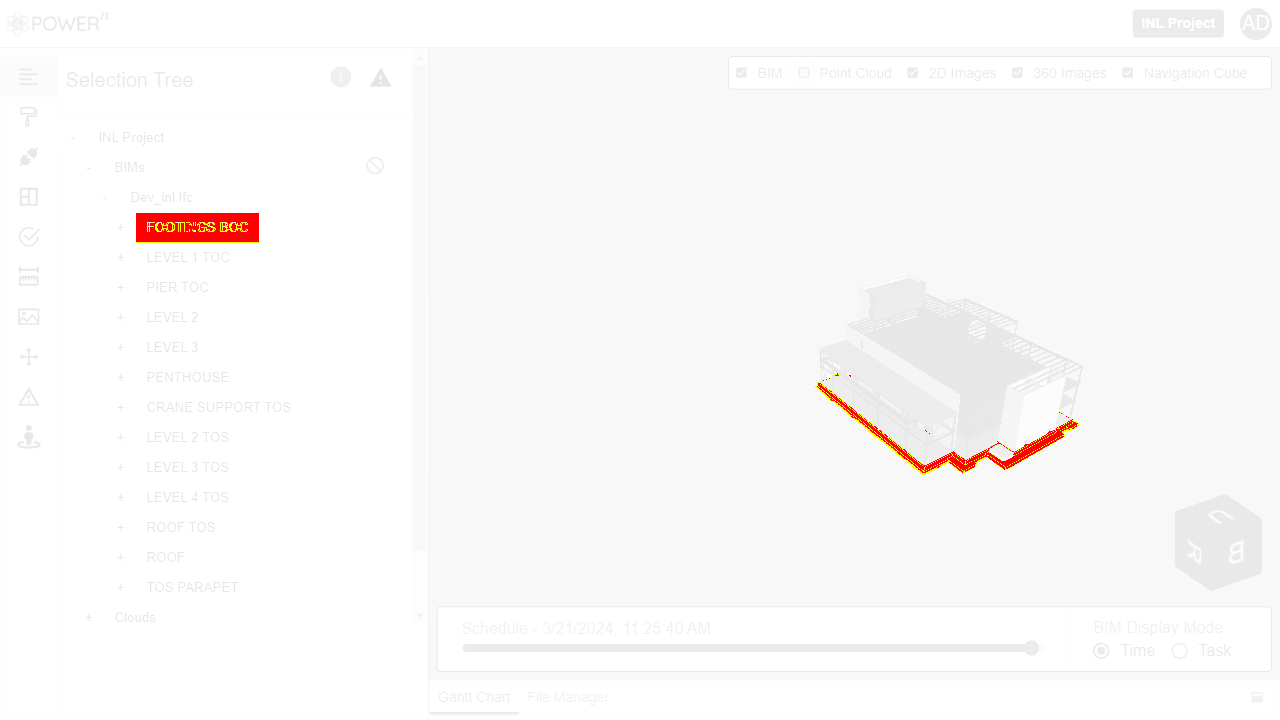 POWER n
INL Project
AD
Selection Tree
BIM
Point Cloud
2D Images
360 Images
Navigation Cube
- INL Project
- BIMs
- Dev_Inl.Ifc
+ FOOTINGS BOC
+ LEVEL 1 TOC
+ PIER TOC
+ LEVEL 2
+ LEVEL 3
+ PENTHOUSE
+ CRANE SUPPORT TOS
+ LEVEL 2 TOS
+ LEVEL 3 TOS
+ LEVEL 4 TOS
+ ROOF TOS
+ ROOF
+ TOS PARAPET
+ Clouds
U
R
B
Schedule - 3/21/2024, 11:25:40 AM
BIM Display Mode
Time
Task
Gantt Chart
File Manager